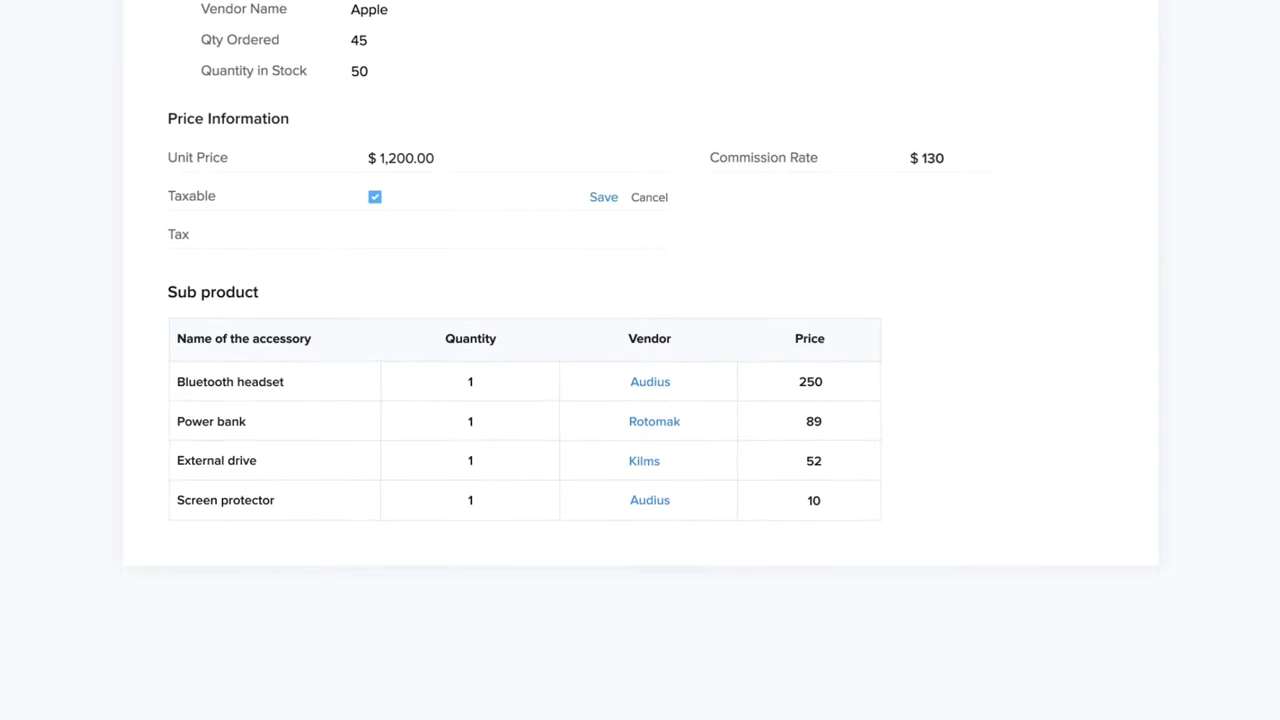 Vendor Name Apple
Qty Ordered 45
Quantity in Stock 50
Price Information
Unit Price $ 1,200.00 Commission Rate $ 130
Taxable Save Cancel
Tax
Sub product
Name of the accessory Quantity Vendor Price
Bluetooth headset 1 Audius 250
Power bank 1 Rotomak 89
External drive 1 Kilms 52
Screen protector 1 Audius 10